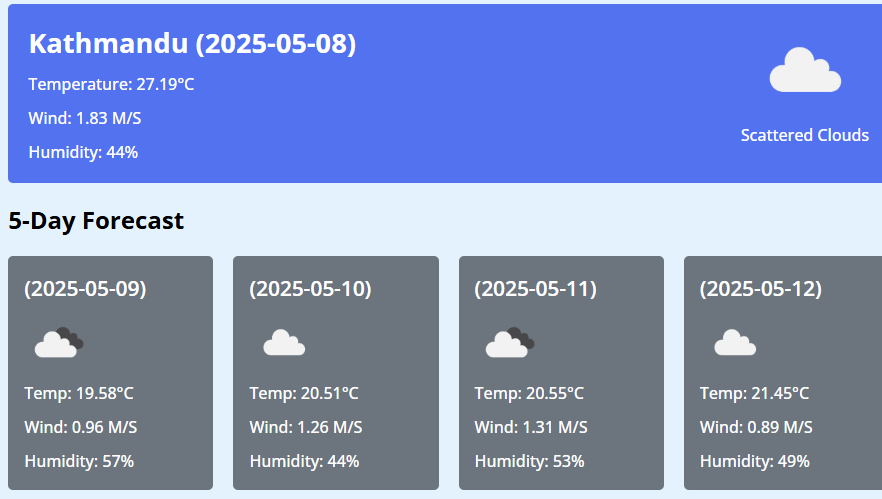 Kathmandu (2025-05-08)
Temperature: 27.19°C
Wind: 1.83 M/S
Humidity: 44%
Scattered Clouds
5-Day Forecast
(2025-05-09)
Temp: 19.58°C
Wind: 0.96 M/S
Humidity: 57%
(2025-05-10)
Temp: 20.51°C
Wind: 1.26 M/S
Humidity: 44%
(2025-05-11)
Temp: 20.55°C
Wind: 1.31 M/S
Humidity: 53%
(2025-05-12)
Temp: 21.45°C
Wind: 0.89 M/S
Humidity: 49%